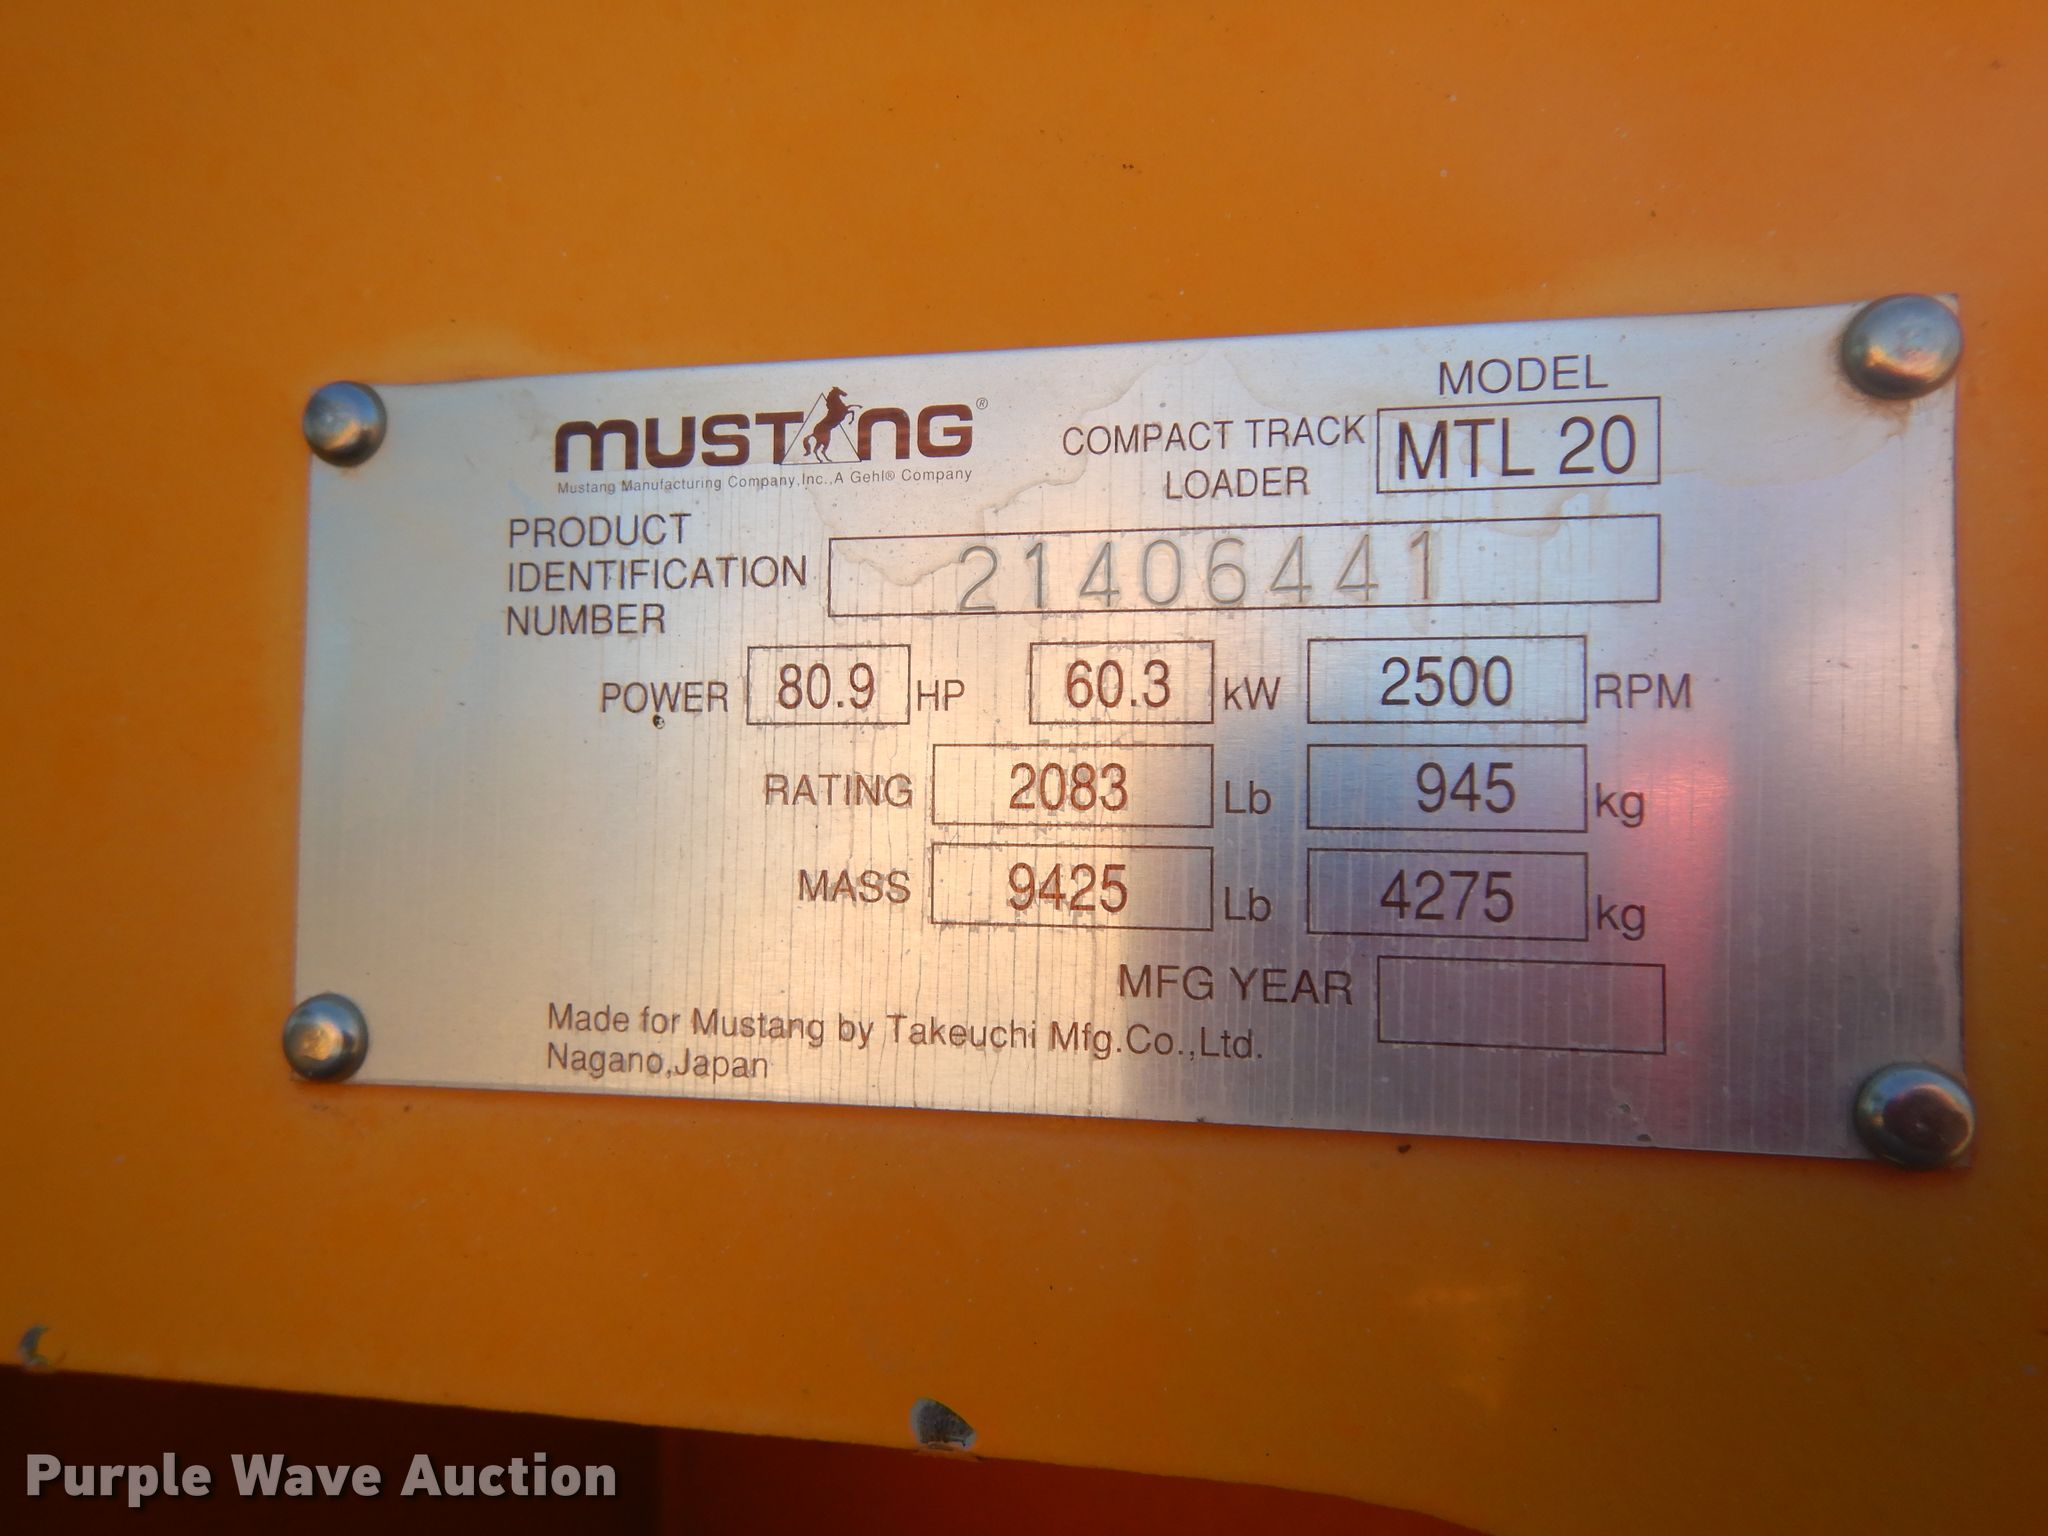 MUSTANG®
Mustang Manufacturing Company,Inc.,A Gehl® Company
COMPACT TRACK
LOADER
MODEL
MTL 20
PRODUCT
IDENTIFICATION
NUMBER
21406441
POWER 80.9 HP 60.3 kW 2500 RPM
RATING 2083 Lb 945 kg
MASS 9425 Lb 4275 kg
MFG YEAR
Made for Mustang by Takeuchi Mfg.Co.,Ltd.
Nagano,Japan
Purple Wave Auction